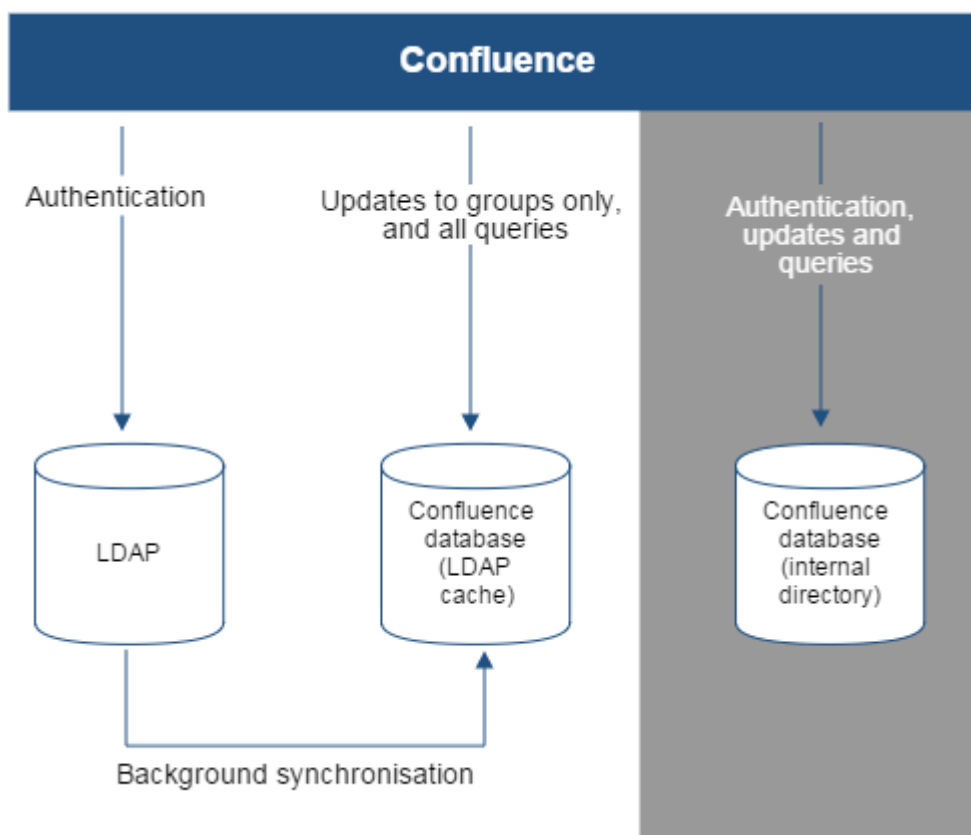 Confluence
Authentication
Updates to groups only,
and all queries
Authentication,
updates and
queries
LDAP
Confluence
database
(LDAP
cache)
Confluence
database
(internal
directory)
Background synchronisation